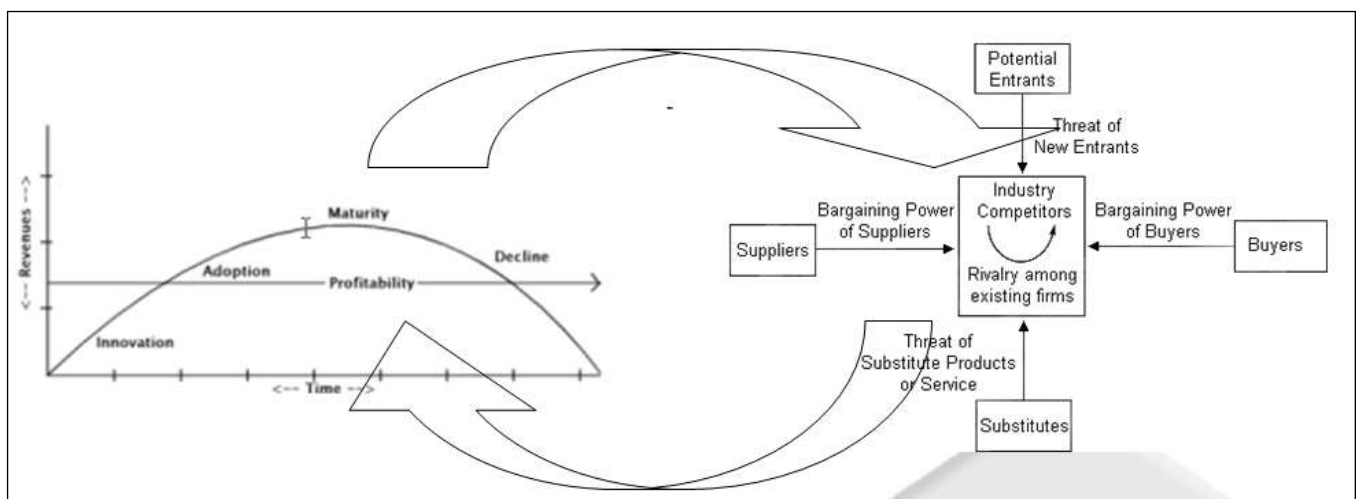 <-- Revenues -->
Innovation
Adoption
Maturity
Profitability
Decline
<-- Time -->
-
Potential
Entrants
Threat of
New Entrants
Suppliers
Bargaining Power
of Suppliers
Industry
Competitors
Rivalry among
existing firms
Bargaining Power
of Buyers
Buyers
Threat of
Substitute Products
or Service
Substitutes